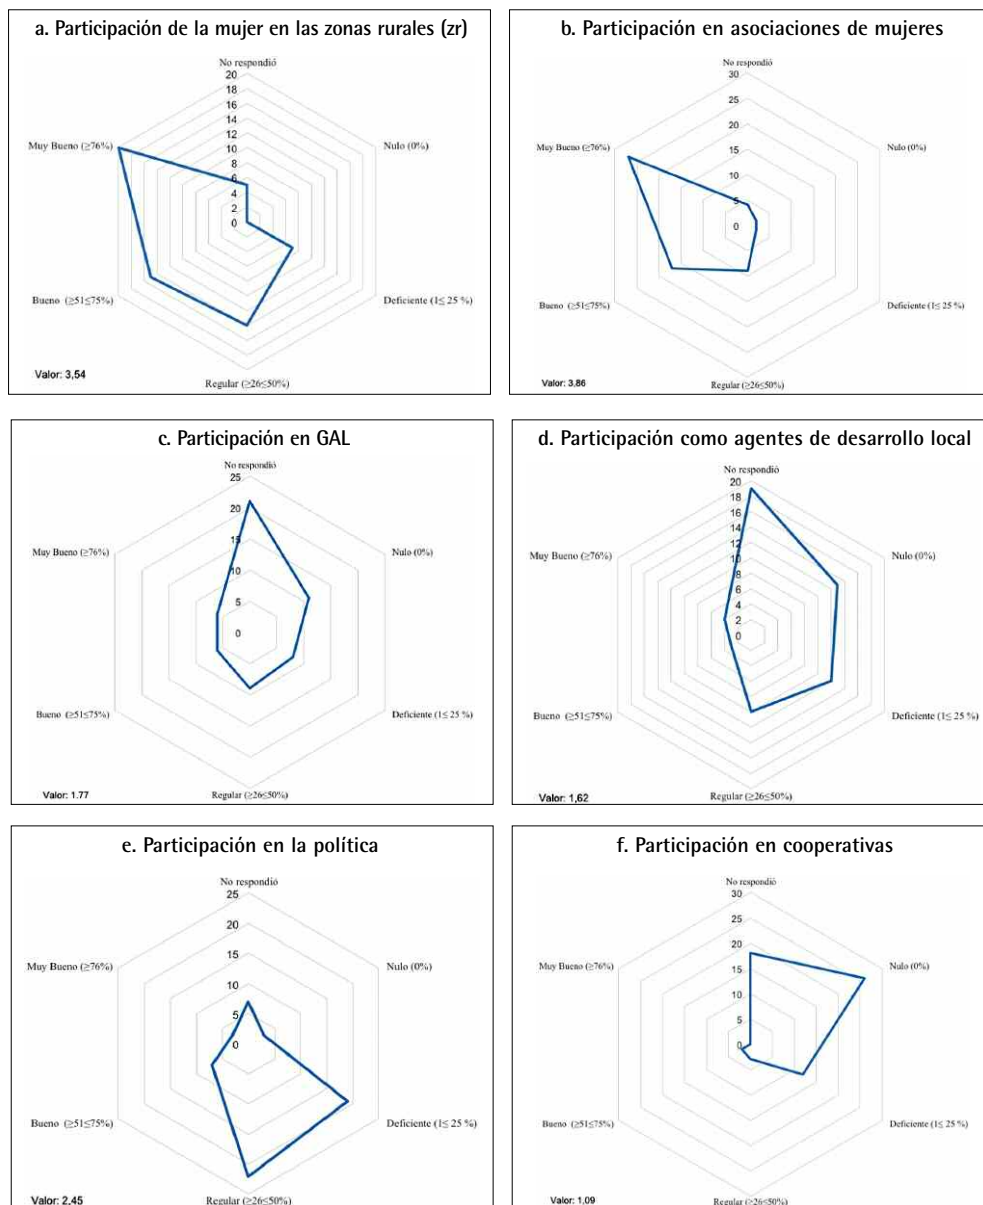 a. Participación de la mujer en las zonas rurales (zr)
No respondió
20
18
16
14
12
10
8
6
4
2
0
Muy Bueno (≥76%)
Nulo (0%)
Bueno (≥51≤75%)
Deficiente (1≤ 25 %)
Regular (≥26≤50%)
Valor: 3,54
b. Participación en asociaciones de mujeres
No respondió
30
25
20
15
10
5
0
Muy Bueno (≥76%)
Nulo (0%)
Bueno (≥51≤75%)
Deficiente (1≤ 25 %)
Regular (≥26≤50%)
Valor: 3.86
c. Participación en GAL
No respondió
25
20
15
10
5
0
Muy Bueno (≥76%)
Nulo (0%)
Bueno (≥51≤75%)
Deficiente (1≤ 25 %)
Regular (≥26≤50%)
Valor: 1.77
d. Participación como agentes de desarrollo local
No respondió
20
18
16
14
12
10
8
6
4
2
0
Muy Bueno (≥76%)
Nulo (0%)
Bueno (≥51≤75%)
Deficiente (1≤ 25 %)
Regular (≥26≤50%)
Valor: 1,62
e. Participación en la política
No respondió
25
20
15
10
5
0
Muy Bueno (≥76%)
Nulo (0%)
Bueno (≥51≤75%)
Deficiente (1≤ 25 %)
Regular (≥26≤50%)
Valor: 2,45
f. Participación en cooperativas
No respondió
30
25
20
15
10
5
0
Muy Bueno (≥76%)
Nulo (0%)
Bueno (≥51≤75%)
Deficiente (1≤ 25 %)
Regular (≥26≤50%)
Valor: 1,09